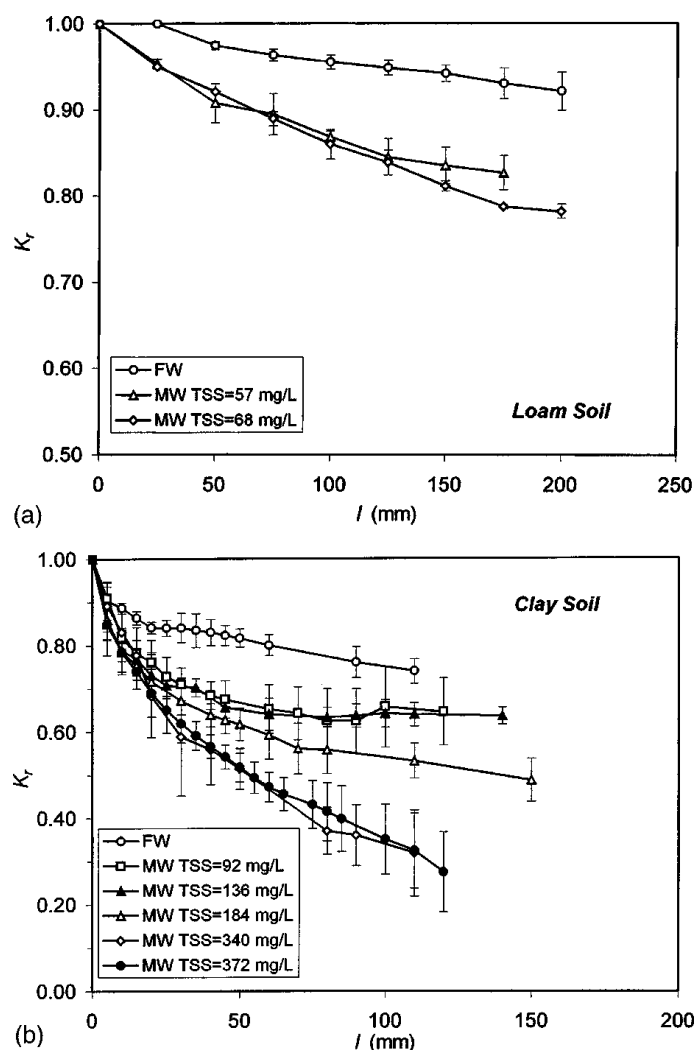 1.00
0.90
0.80
0.70
0.60
0.50
Kr
FW
MW TSS=57 mg/L
MW TSS=68 mg/L
Loam Soil
0 50 100 150 200 250
(a)
I (mm)
1.00
0.80
0.60
0.40
0.20
0.00
Kr
Clay Soil
FW
MW TSS=92 mg/L
MW TSS=136 mg/L
MW TSS=184 mg/L
MW TSS=340 mg/L
MW TSS=372 mg/L
0 50 100 150 200
(b)
I (mm)